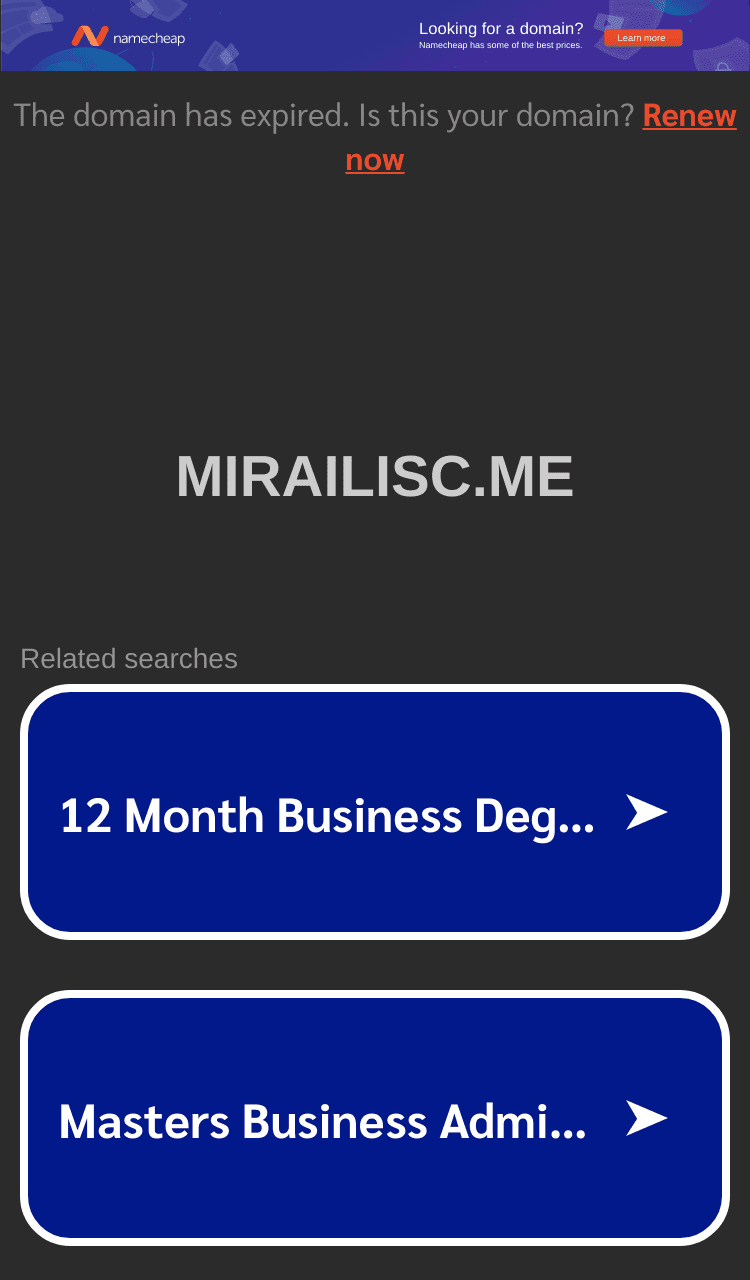 namecheap
Looking for a domain?
Namecheap has some of the best prices.
Learn more
The domain has expired. Is this your domain? Renew
now
MIRAILISC.ME
Related searches
12 Month Business Deg...
Masters Business Admi...